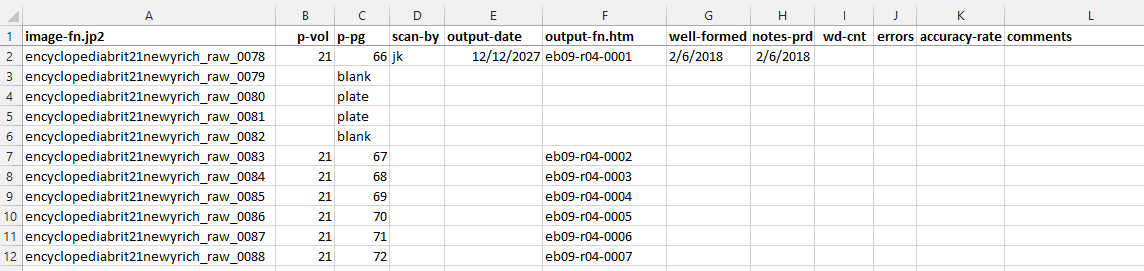 A B C D E F G H I J K L
1 image-fn.jp2 p-vol p-pg scan-by output-date output-fn.htm well-formed notes-prd wd-cnt errors accuracy-rate comments
2 encyclopediabrit21newyrich_raw_0078 21 66 jk 12/12/2027 eb09-r04-0001 2/6/2018 2/6/2018
3 encyclopediabrit21newyrich_raw_0079 blank
4 encyclopediabrit21newyrich_raw_0080 plate
5 encyclopediabrit21newyrich_raw_0081 plate
6 encyclopediabrit21newyrich_raw_0082 blank
7 encyclopediabrit21newyrich_raw_0083 21 67 eb09-r04-0002
8 encyclopediabrit21newyrich_raw_0084 21 68 eb09-r04-0003
9 encyclopediabrit21newyrich_raw_0085 21 69 eb09-r04-0004
10 encyclopediabrit21newyrich_raw_0086 21 70 eb09-r04-0005
11 encyclopediabrit21newyrich_raw_0087 21 71 eb09-r04-0006
12 encyclopediabrit21newyrich_raw_0088 21 72 eb09-r04-0007